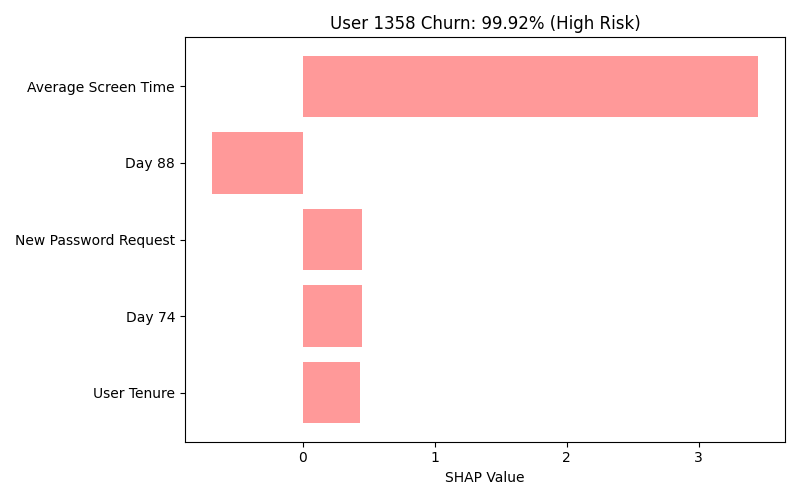 User 1358 Churn: 99.92% (High Risk)
Average Screen Time
Day 88
New Password Request
Day 74
User Tenure
0 1 2 3
SHAP Value